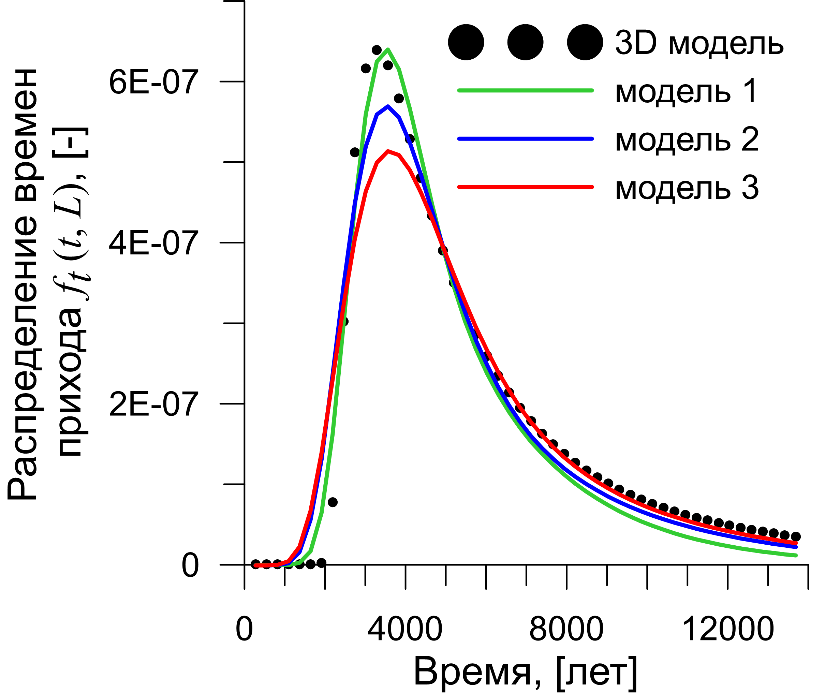 Распределение времен
прихода f_t (t, L), [-]
6E-07
4E-07
2E-07
0
3D модель
модель 1
модель 2
модель 3
0 4000 8000 12000
Время, [лет]